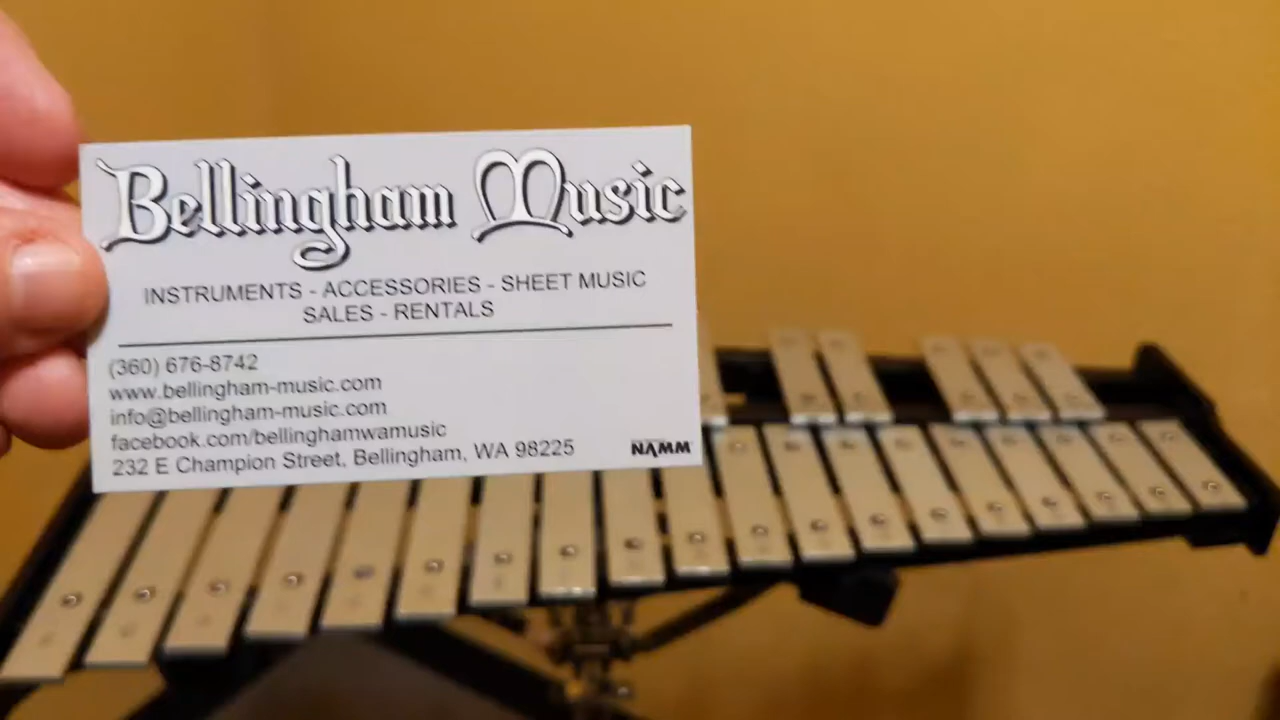 Bellingham Music
INSTRUMENTS - ACCESSORIES - SHEET MUSIC
SALES - RENTALS
(360) 676-8742
www.bellingham-music.com
info@bellingham-music.com
facebook.com/bellinghamwamusic
232 E Champion Street, Bellingham, WA 98225
NAMM